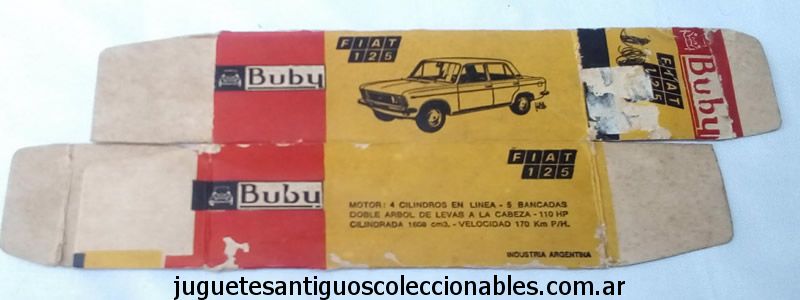 FIAT
125
Buby
FIAT
125
Buby
FIAT
125
Buby
MOTOR: 4 CILINDROS EN LINEA - 5 BANCADAS
DOBLE ARBOL DE LEVAS A LA CABEZA - 110 HP
CILINDRADA 1608 cm3. - VELOCIDAD 170 Km P/H.
INDUSTRIA ARGENTINA
juguetesantiguoscoleccionables.com.ar